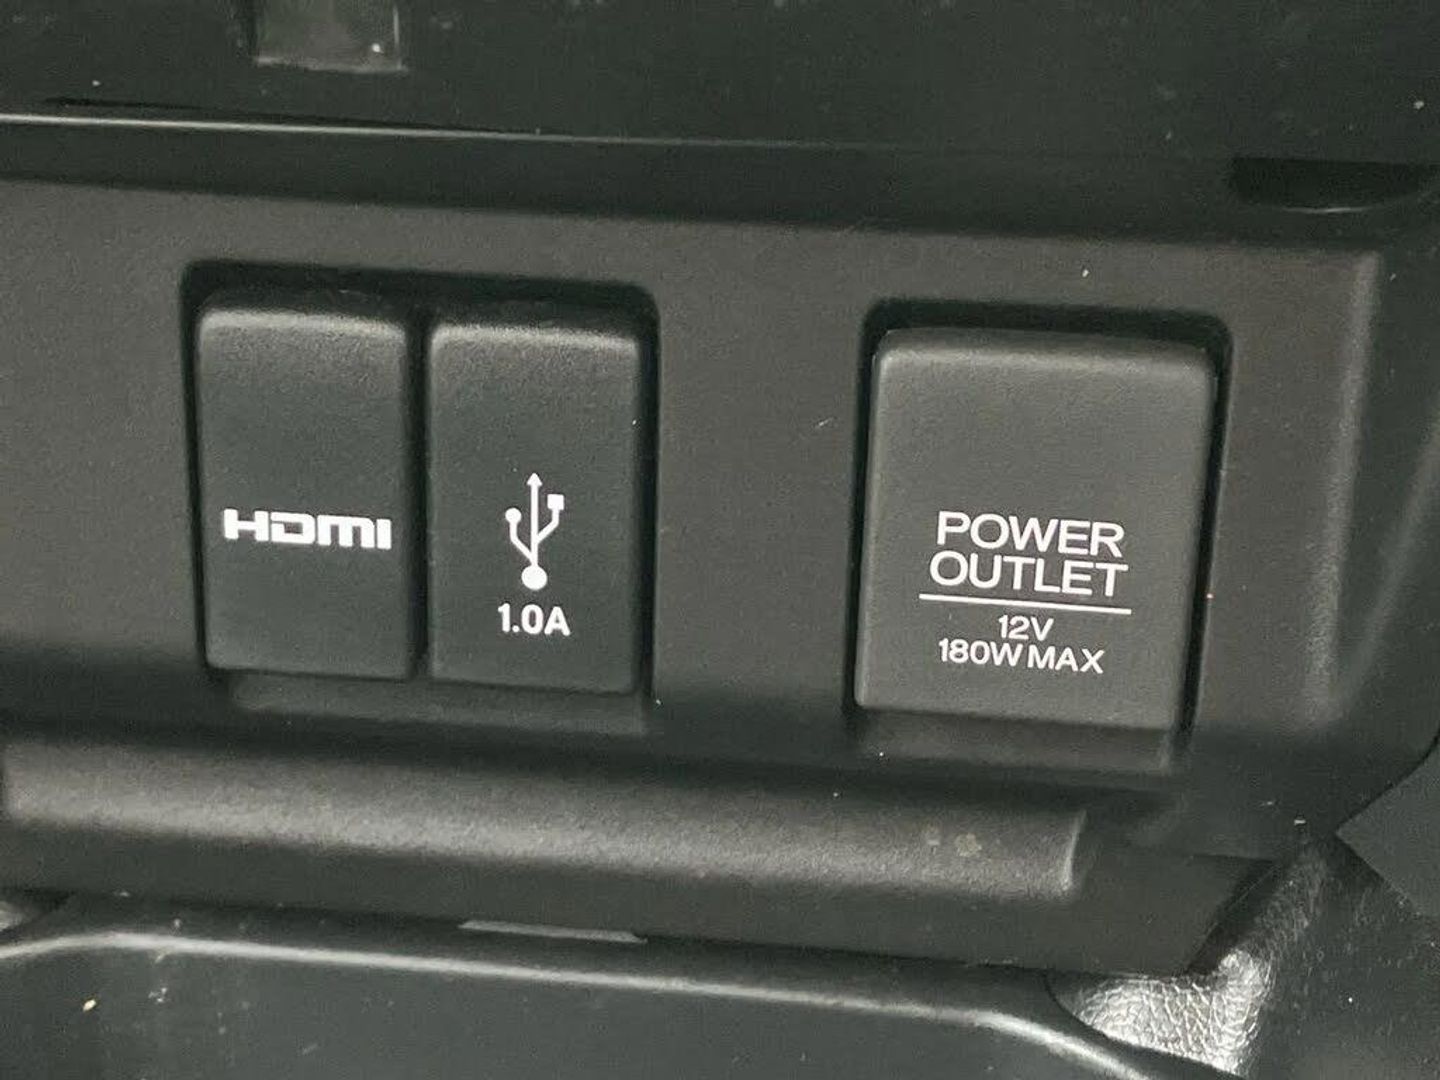 HDMI
1.0A
POWER
OUTLET
12V
180W MAX